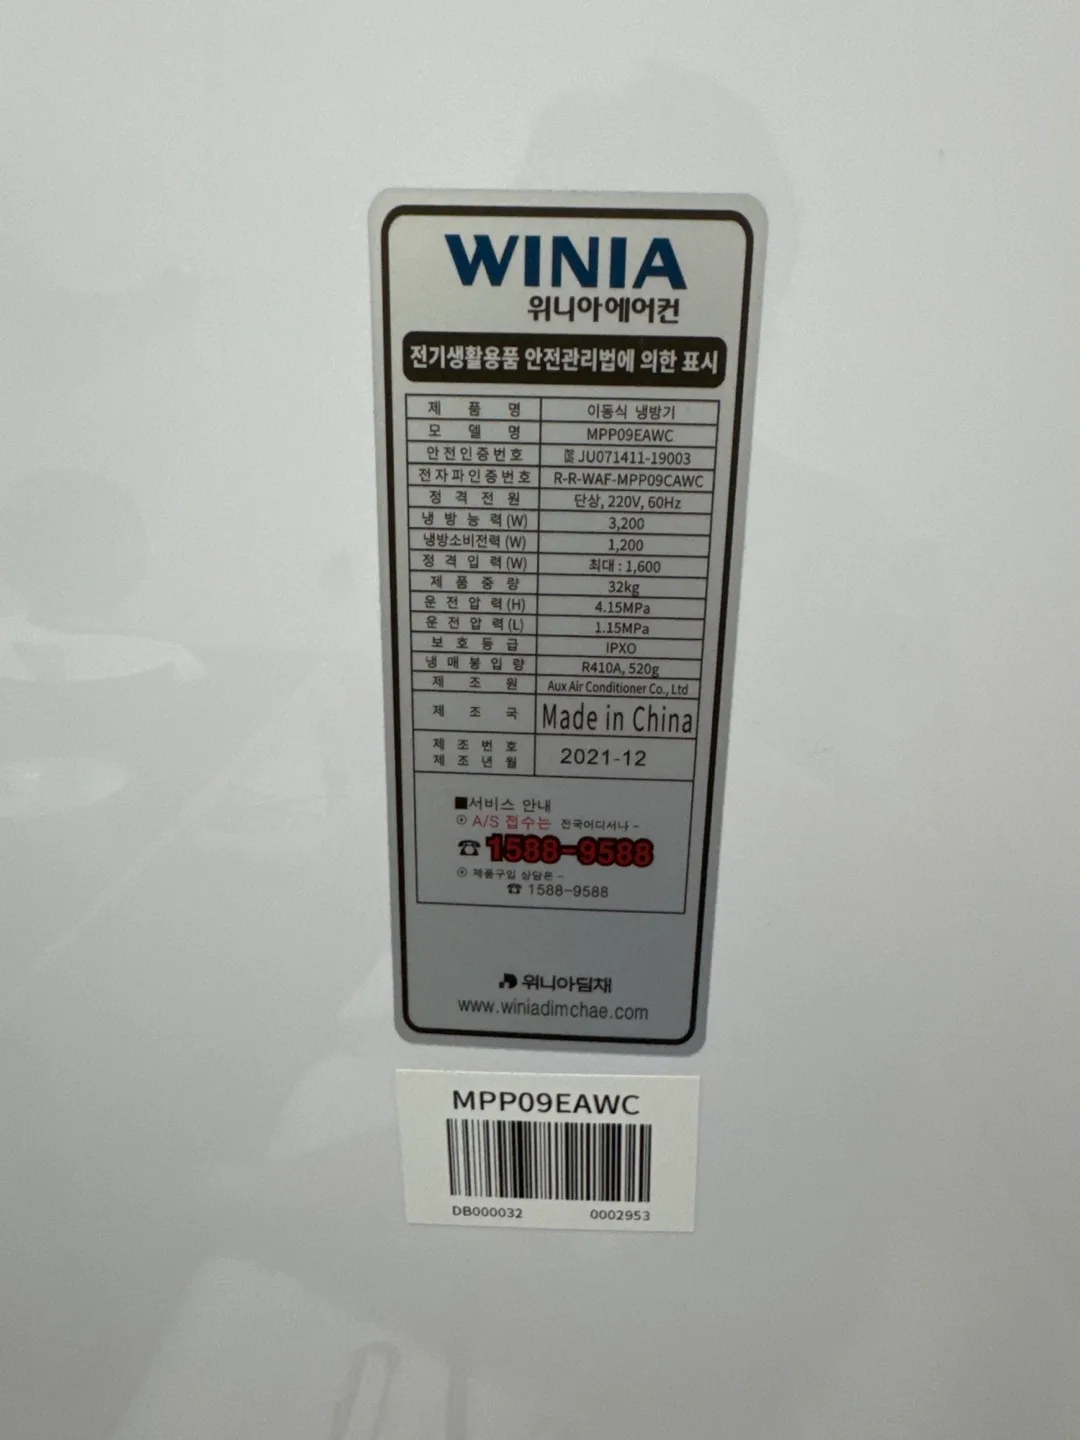 WINIA
위니아에어컨
전기생활용품 안전관리법에 의한 표시
제 품 명 이동식 냉방기
모 델 명 MPP09EAWC
안전인증번호 JU071411-19003
전자파인증번호 R-R-WAF-MPP09CAWC
정 격 전 원 단상, 220V, 60Hz
냉 방 능 력 (W) 3,200
냉방소비전력 (W) 1,200
정 격 입 력 (W) 최대 : 1,600
제 품 중 량 32kg
운 전 압 력 (H) 4.15MPa
운 전 압 력 (L) 1.15MPa
보 호 등 급 IPXO
냉 매 봉 입 량 R410A, 520g
제 조 원 Aux Air Conditioner Co., Ltd
제 조 국 Made in China
제 조 번 호
제 조 년 월 2021-12
■서비스 안내
⊙ A/S 접수는 전국어디서나 ~
☎ 1588-9588
⊙ 제품구입 상담은 ~
☎ 1588-9588
위니아딤채
www.winiadimchae.com
MPP09EAWC
DB000032 0002953